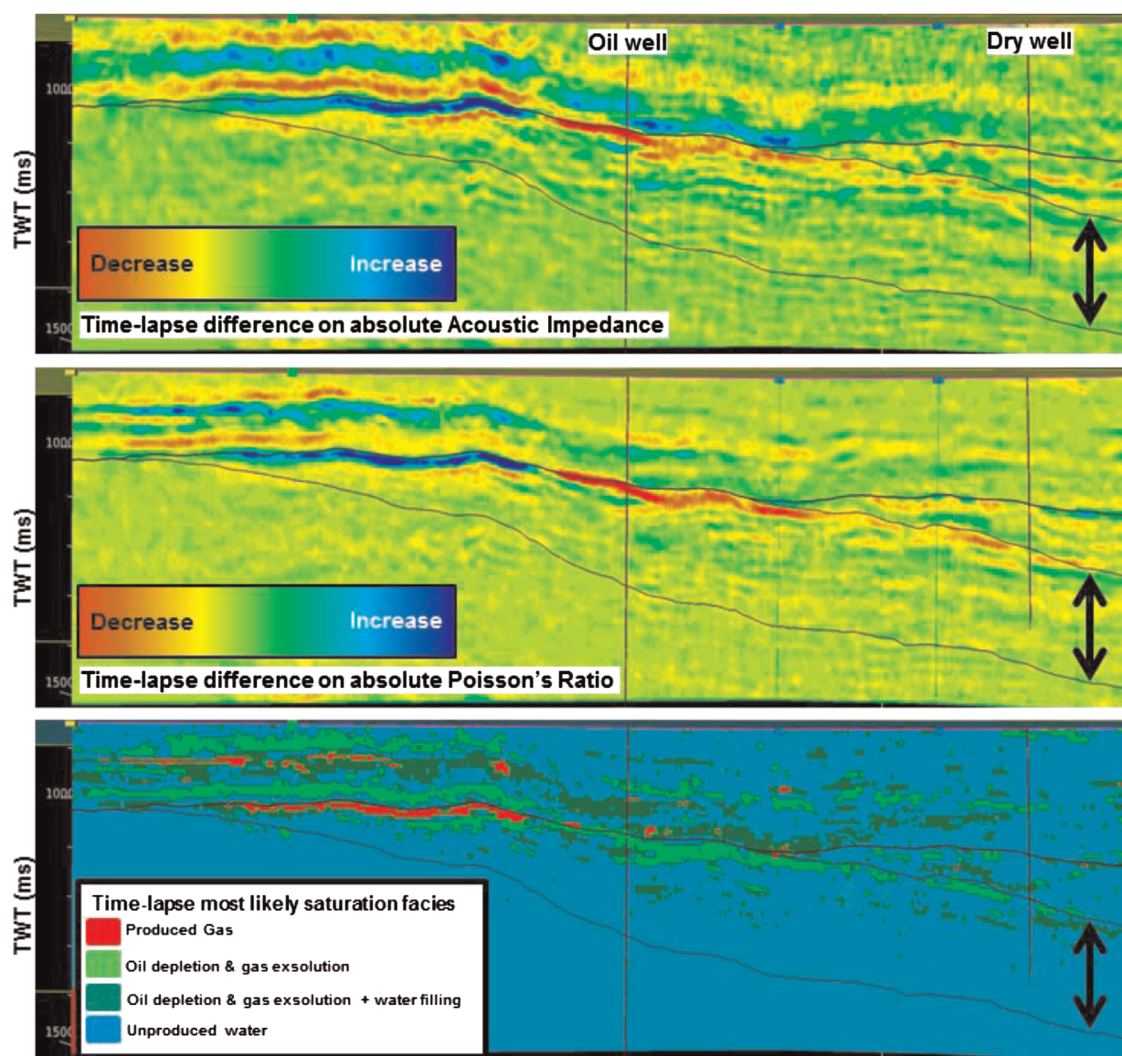 Oil well
Dry well
1000
TWT (ms)
Decrease
Increase
Time-lapse difference on absolute Acoustic Impedance
1500
1000
TWT (ms)
Decrease
Increase
Time-lapse difference on absolute Poisson's Ratio
1500
1000
TWT (ms)
Time-lapse most likely saturation facies
Produced Gas
Oil depletion & gas exsolution
Oil depletion & gas exsolution + water filling
Unproduced water
1500